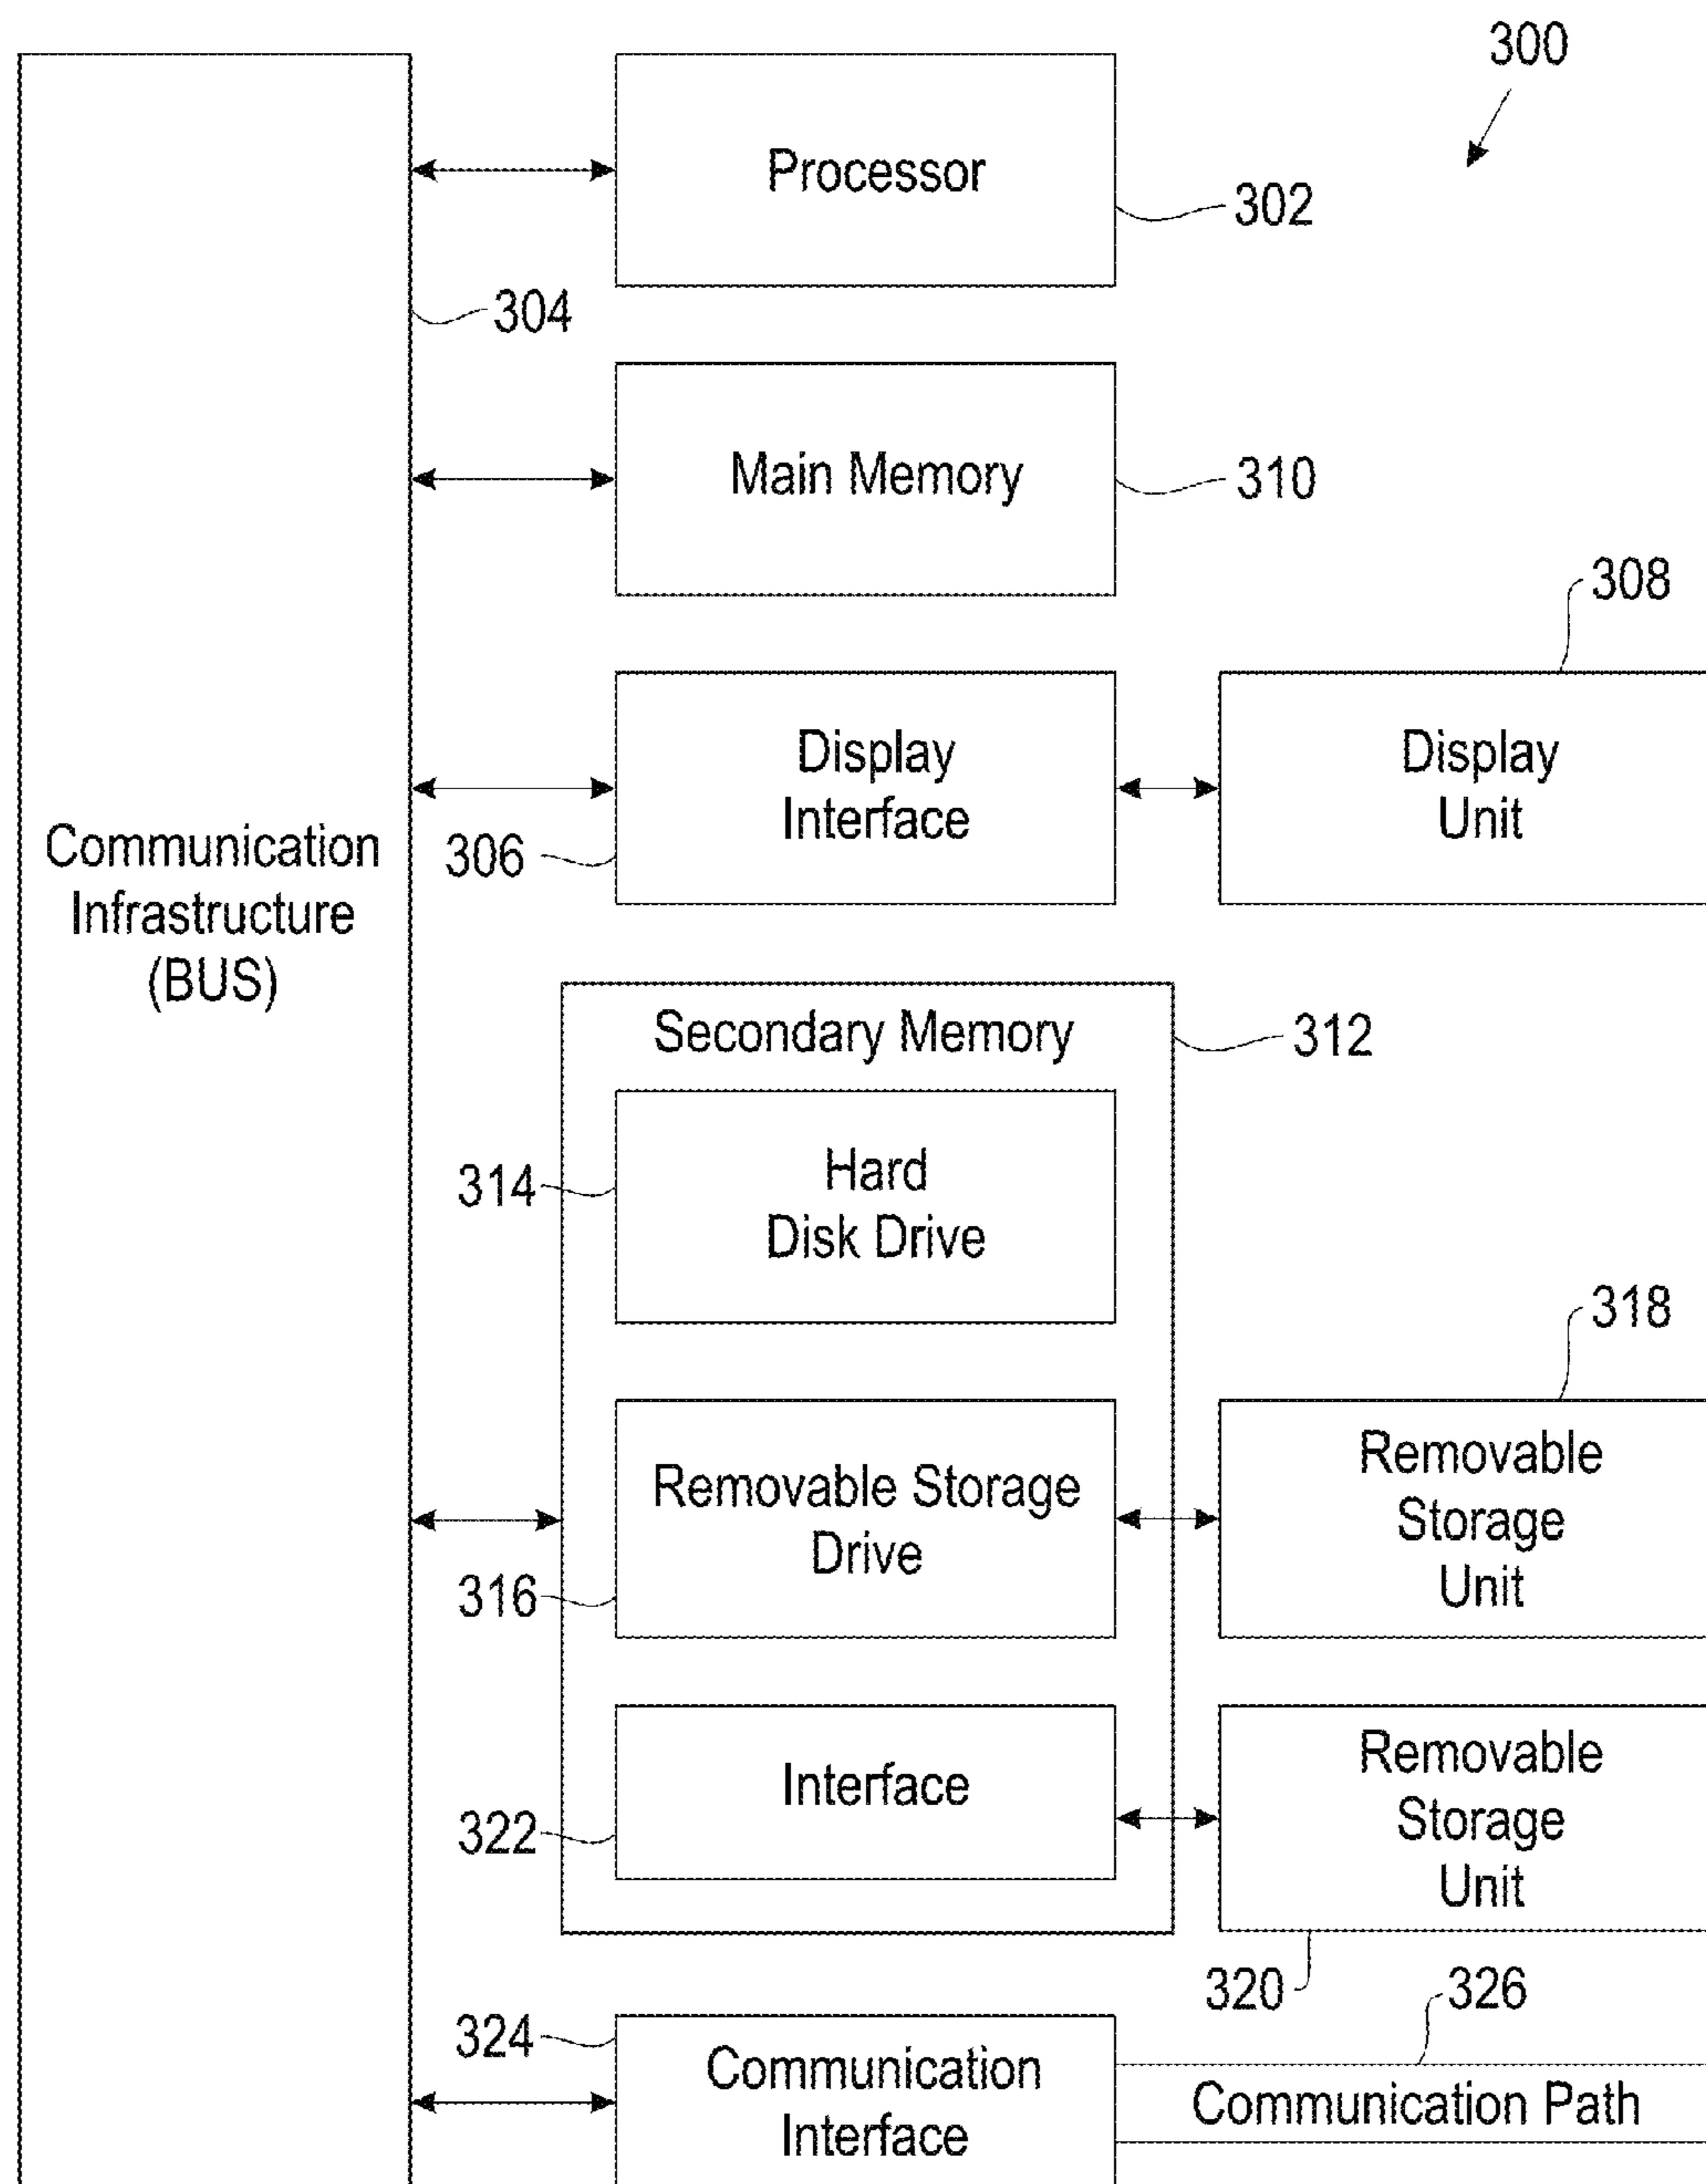 300
Processor
302
304
Main Memory
310
308
Display
Interface
306
Display
Unit
Communication
Infrastructure
(BUS)
Secondary Memory
312
Hard
Disk Drive
314
318
Removable Storage
Drive
316
Removable
Storage
Unit
Interface
322
Removable
Storage
Unit
320
326
324
Communication
Interface
Communication Path